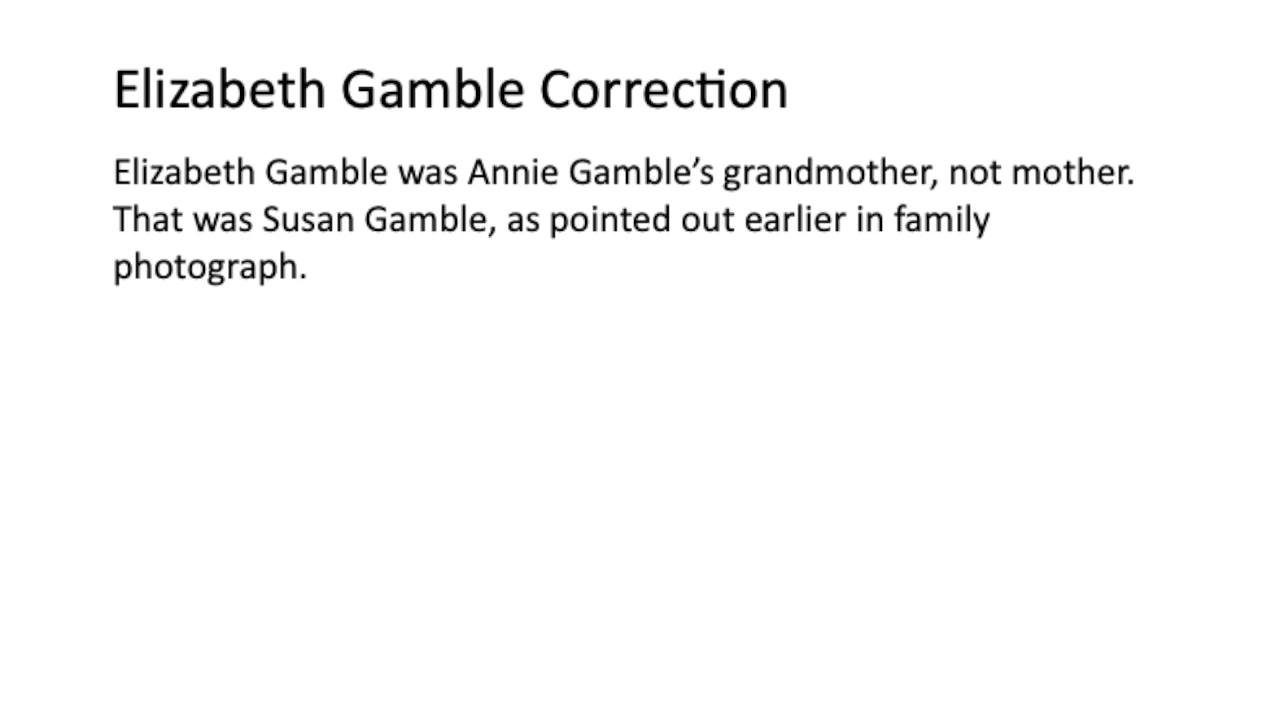 Elizabeth Gamble Correction
Elizabeth Gamble was Annie Gamble’s grandmother, not mother.
That was Susan Gamble, as pointed out earlier in family
photograph.